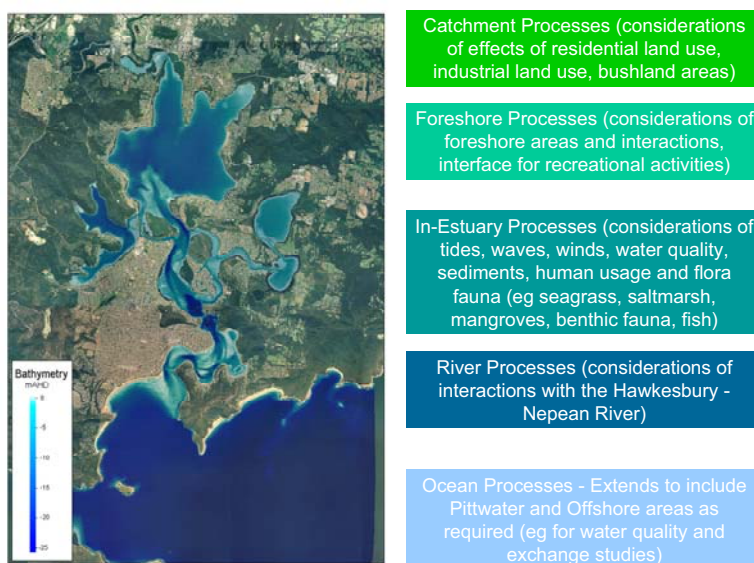 Catchment Processes (considerations
of effects of residential land use,
industrial land use, bushland areas)
Foreshore Processes (considerations of
foreshore areas and interactions,
interface for recreational activities)
In-Estuary Processes (considerations of
tides, waves, winds, water quality,
sediments, human usage and flora
fauna (eg seagrass, saltmarsh,
mangroves, benthic fauna, fish)
River Processes (considerations of
interactions with the Hawkesbury -
Nepean River)
Ocean Processes - Extends to include
Pittwater and Offshore areas as
required (eg for water quality and
exchange studies)
Bathymetry
mAHD
0
-5
-10
-15
-20
-25